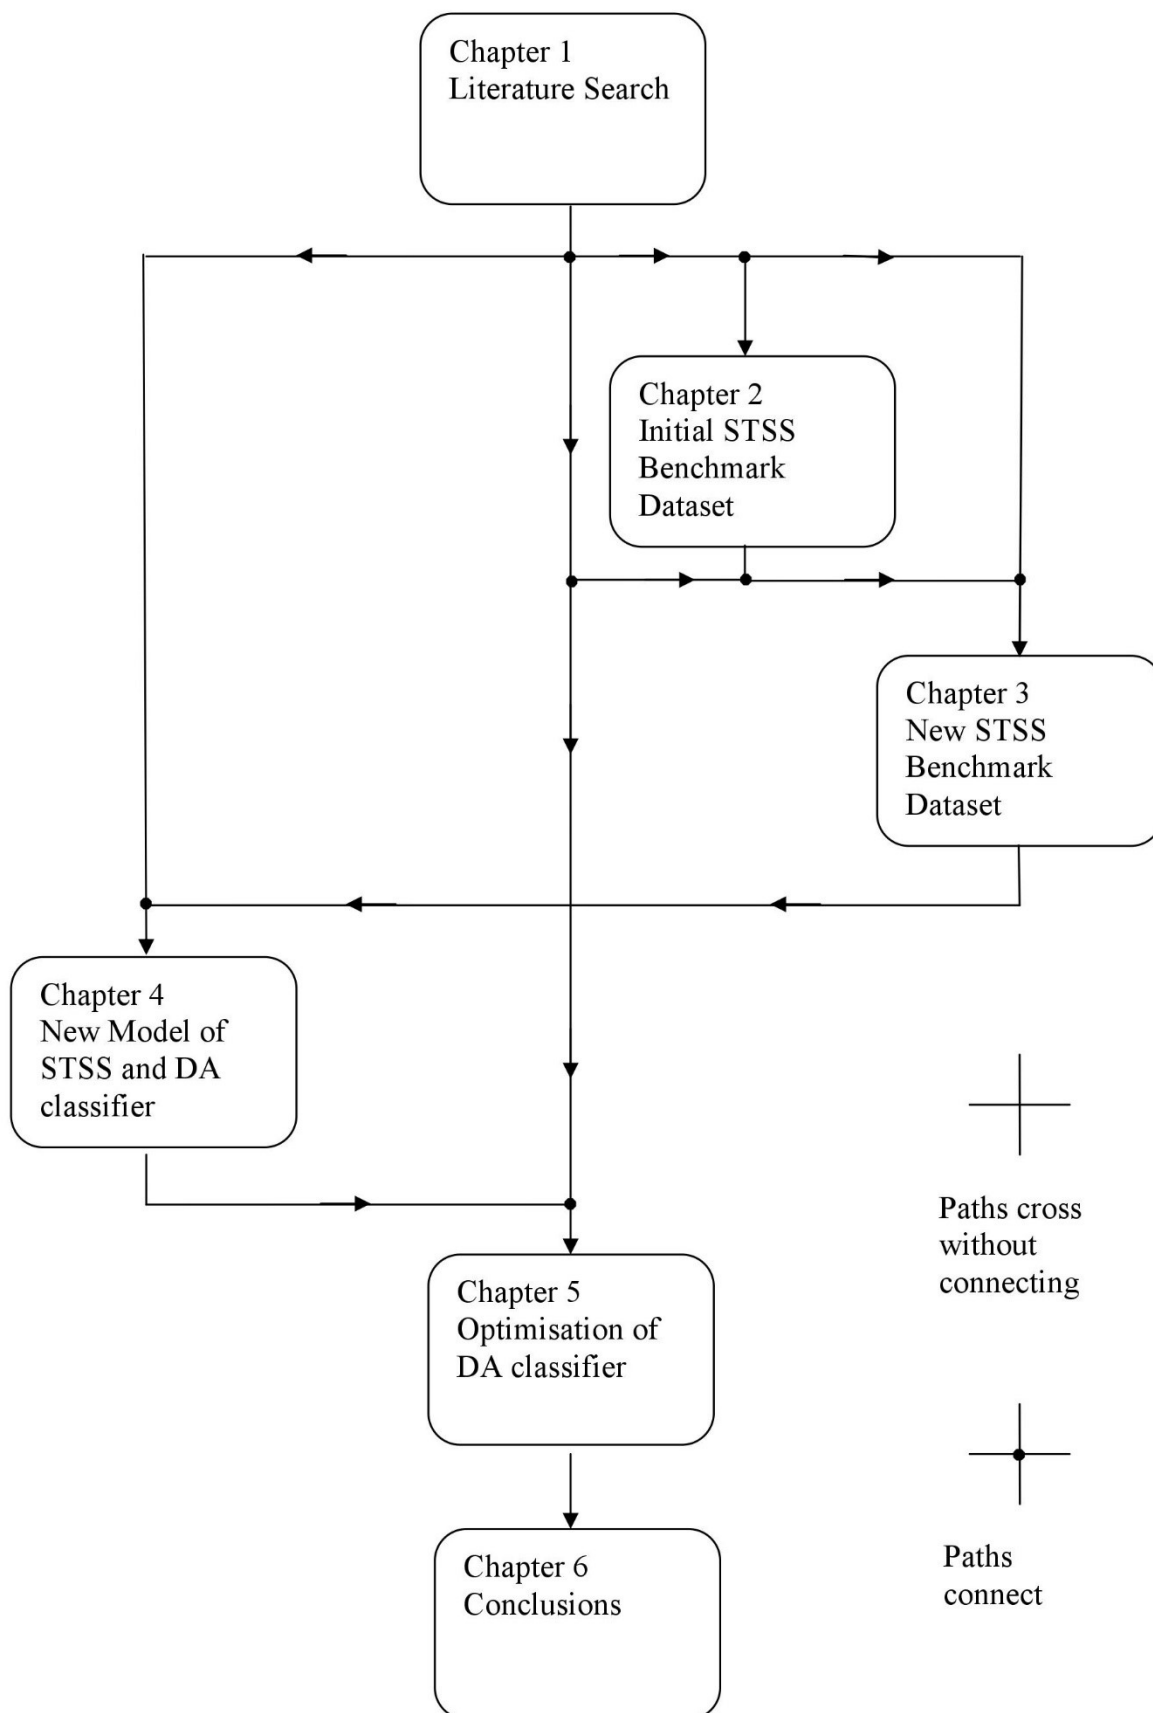 Chapter 1
Literature Search
Chapter 2
Initial STSS
Benchmark
Dataset
Chapter 3
New STSS
Benchmark
Dataset
Chapter 4
New Model of
STSS and DA
classifier
Paths cross
without
connecting
Chapter 5
Optimisation of
DA classifier
Paths
connect
Chapter 6
Conclusions